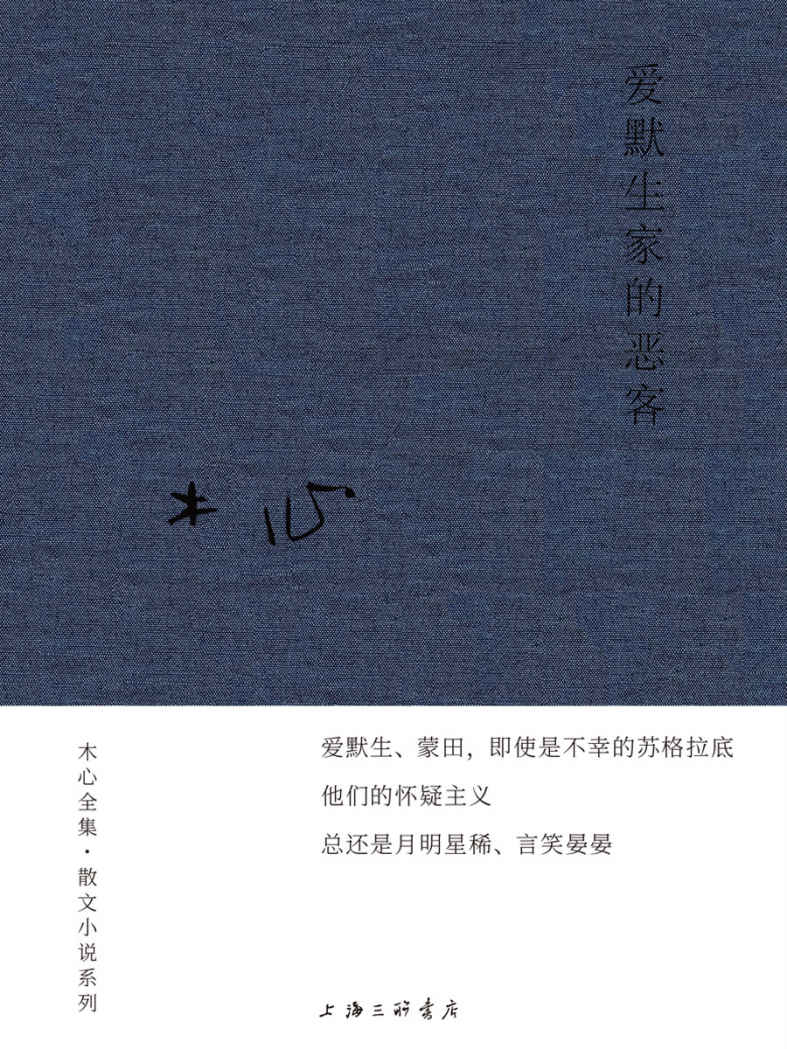 爱默生家的恶客
木心
爱默生、蒙田，即使是不幸的苏格拉底
他们的怀疑主义
总还是月明星稀、言笑晏晏
木心全集·散文小说系列
上海三联书店